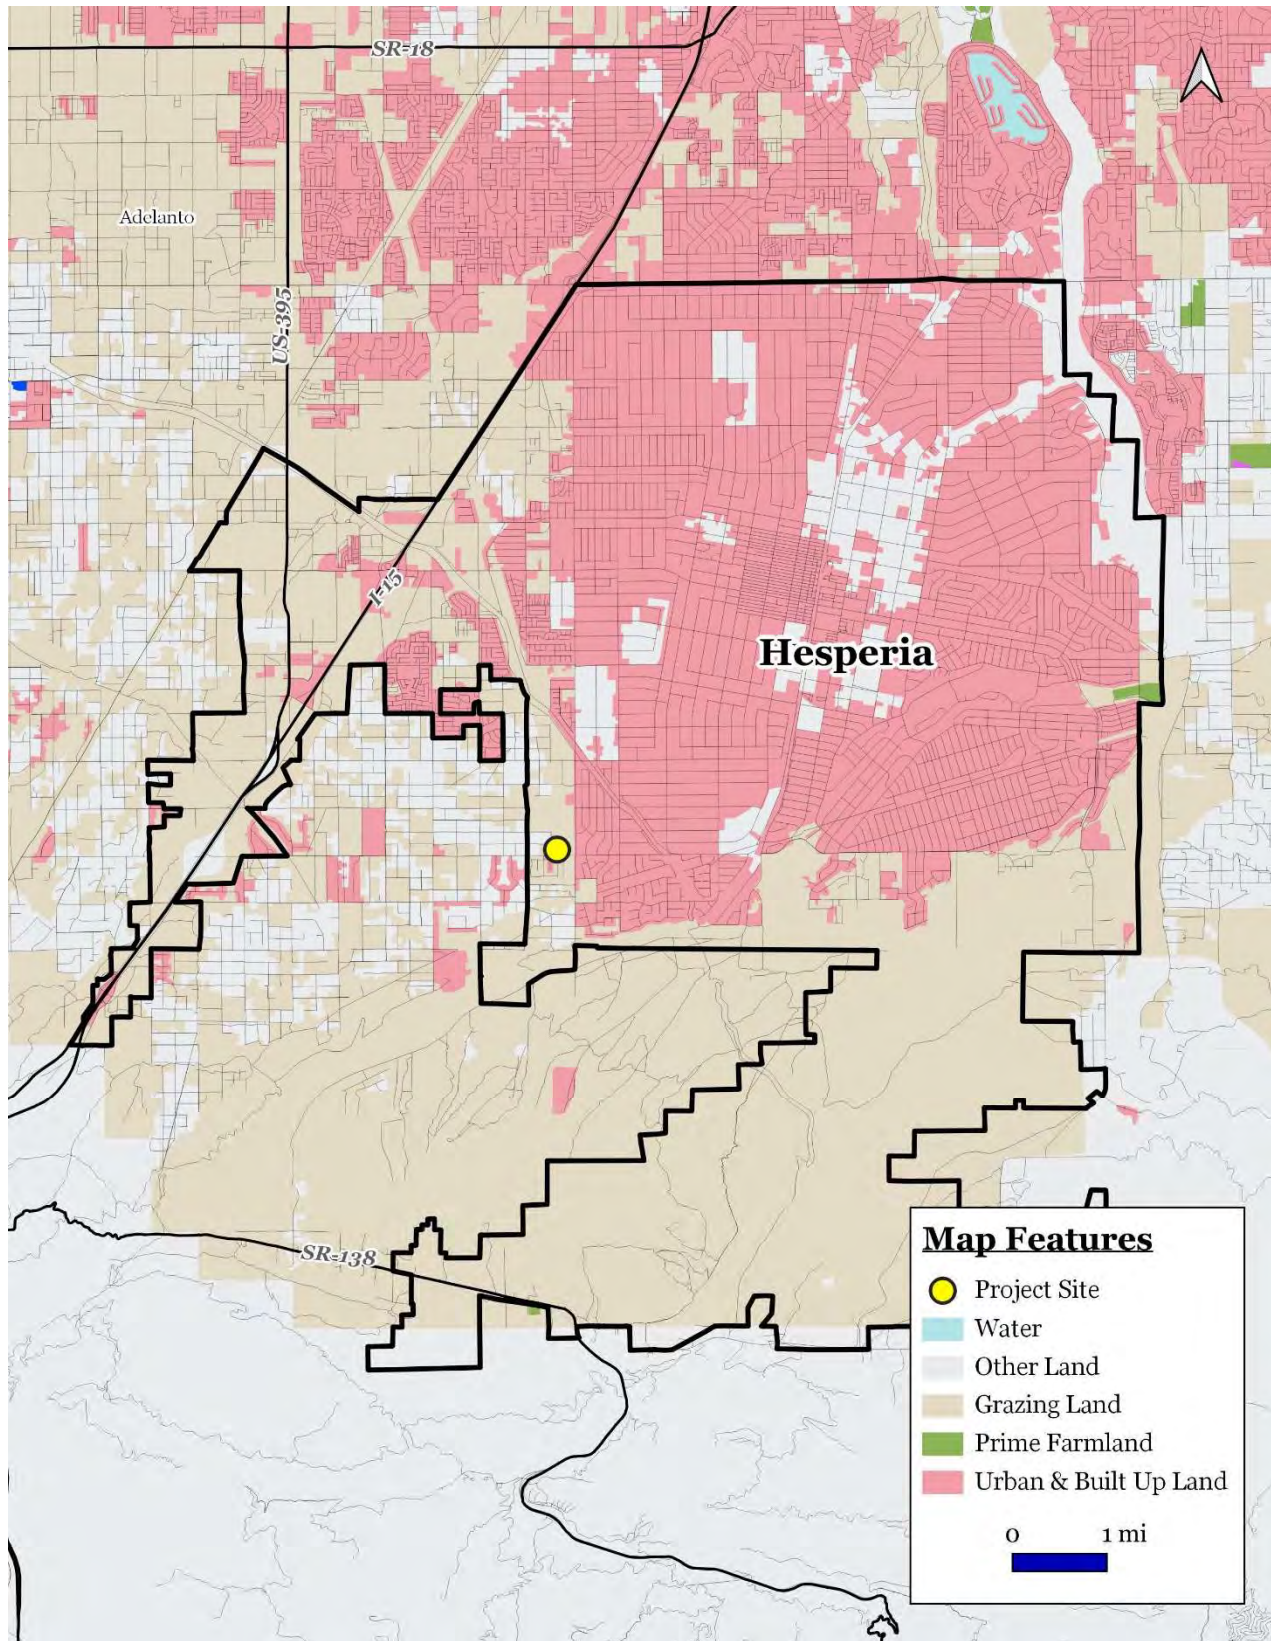 SR-18
Adelanto
US-395
I-15
Hesperia
SR-138
Map Features
Project Site
Water
Other Land
Grazing Land
Prime Farmland
Urban & Built Up Land
0 1 mi